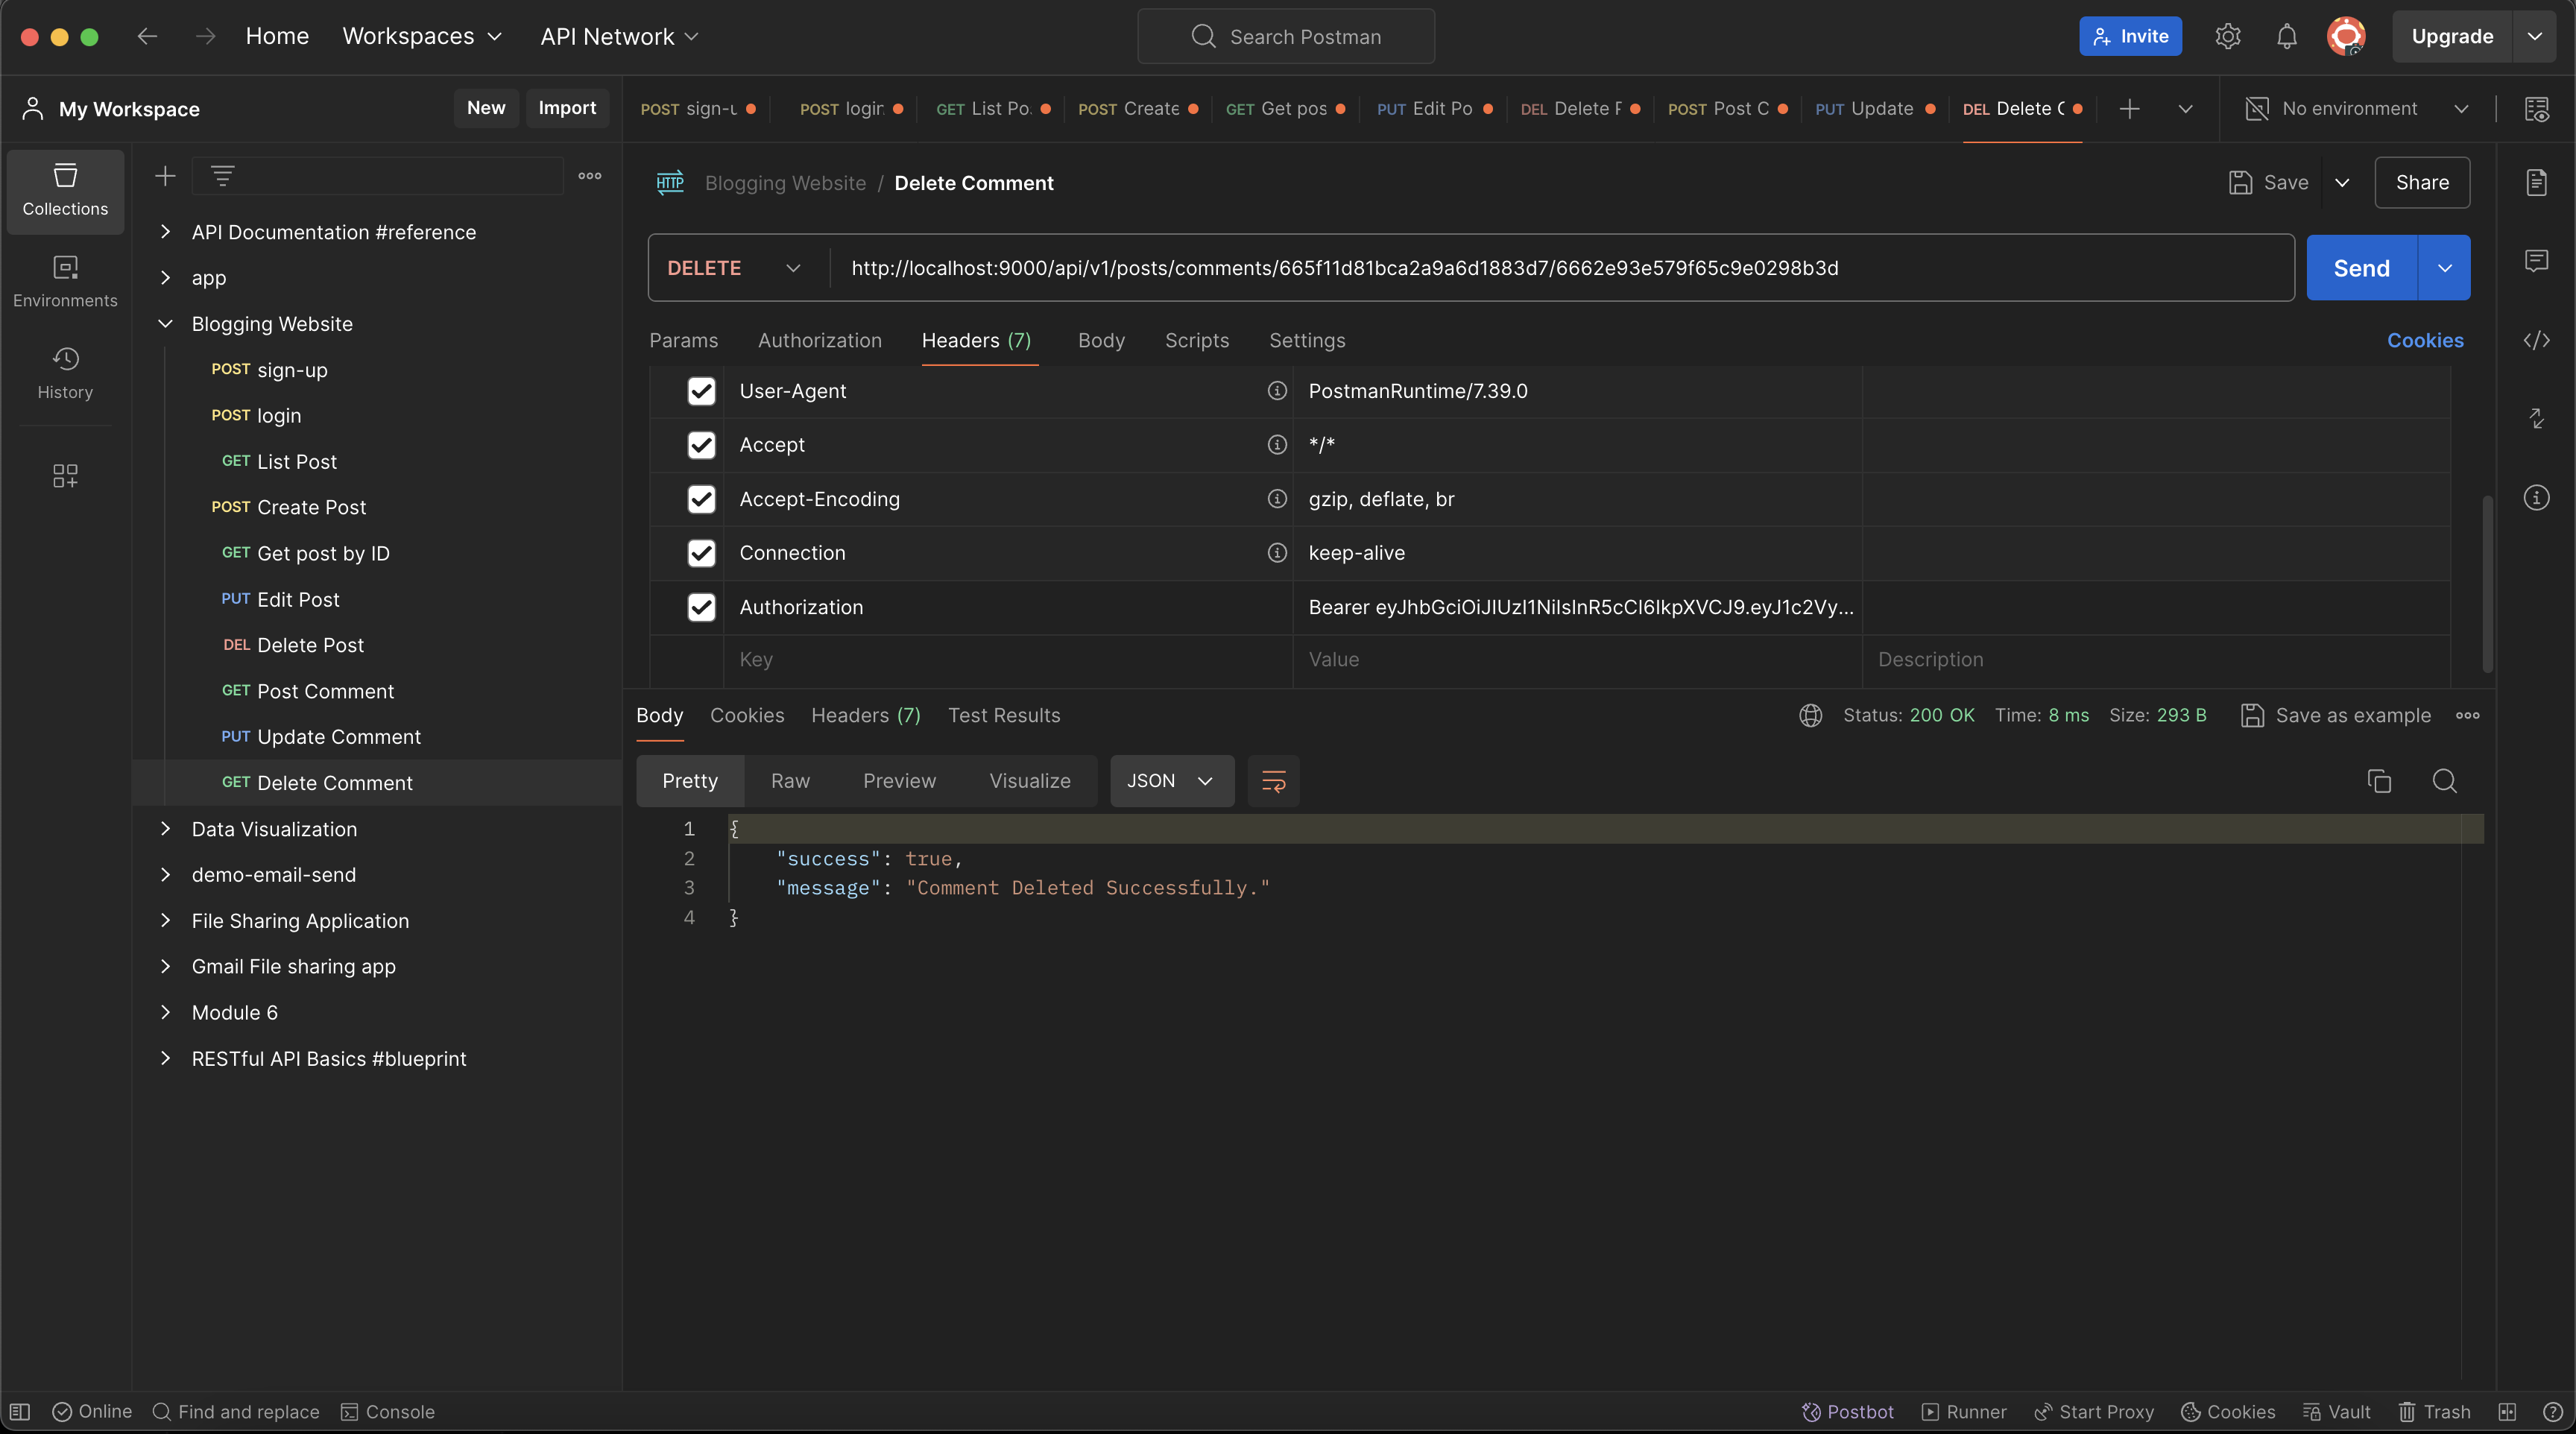 Home Workspaces API Network Search Postman Invite Upgrade
My Workspace New Import
POST sign-u POST login GET List Po. POST Create GET Get pos PUT Edit Po DEL Delete P POST Post C PUT Update DEL Delete C No environment
Collections
Environments
History
API Documentation #reference
app
Blogging Website
POST sign-up
POST login
GET List Post
POST Create Post
GET Get post by ID
PUT Edit Post
DEL Delete Post
GET Post Comment
PUT Update Comment
GET Delete Comment
Data Visualization
demo-email-send
File Sharing Application
Gmail File sharing app
Module 6
RESTful API Basics #blueprint
HTTP Blogging Website / Delete Comment Save Share
DELETE http://localhost:9000/api/v1/posts/comments/665f11d81bca2a9a6d1883d7/6662e93e579f65c9e0298b3d Send
Params Authorization Headers (7) Body Scripts Settings Cookies
User-Agent PostmanRuntime/7.39.0
Accept */*
Accept-Encoding gzip, deflate, br
Connection keep-alive
Authorization Bearer eyJhbGciOiJIUzI1NiIsInR5cCI6IkpXVCJ9.eyJ1c2Vy...
Key Value Description
Body Cookies Headers (7) Test Results Status: 200 OK Time: 8 ms Size: 293 B Save as example
Pretty Raw Preview Visualize JSON
1 {
2 "success": true,
3 "message": "Comment Deleted Successfully."
4 }
Online Find and replace Console Postbot Runner Start Proxy Cookies Vault Trash